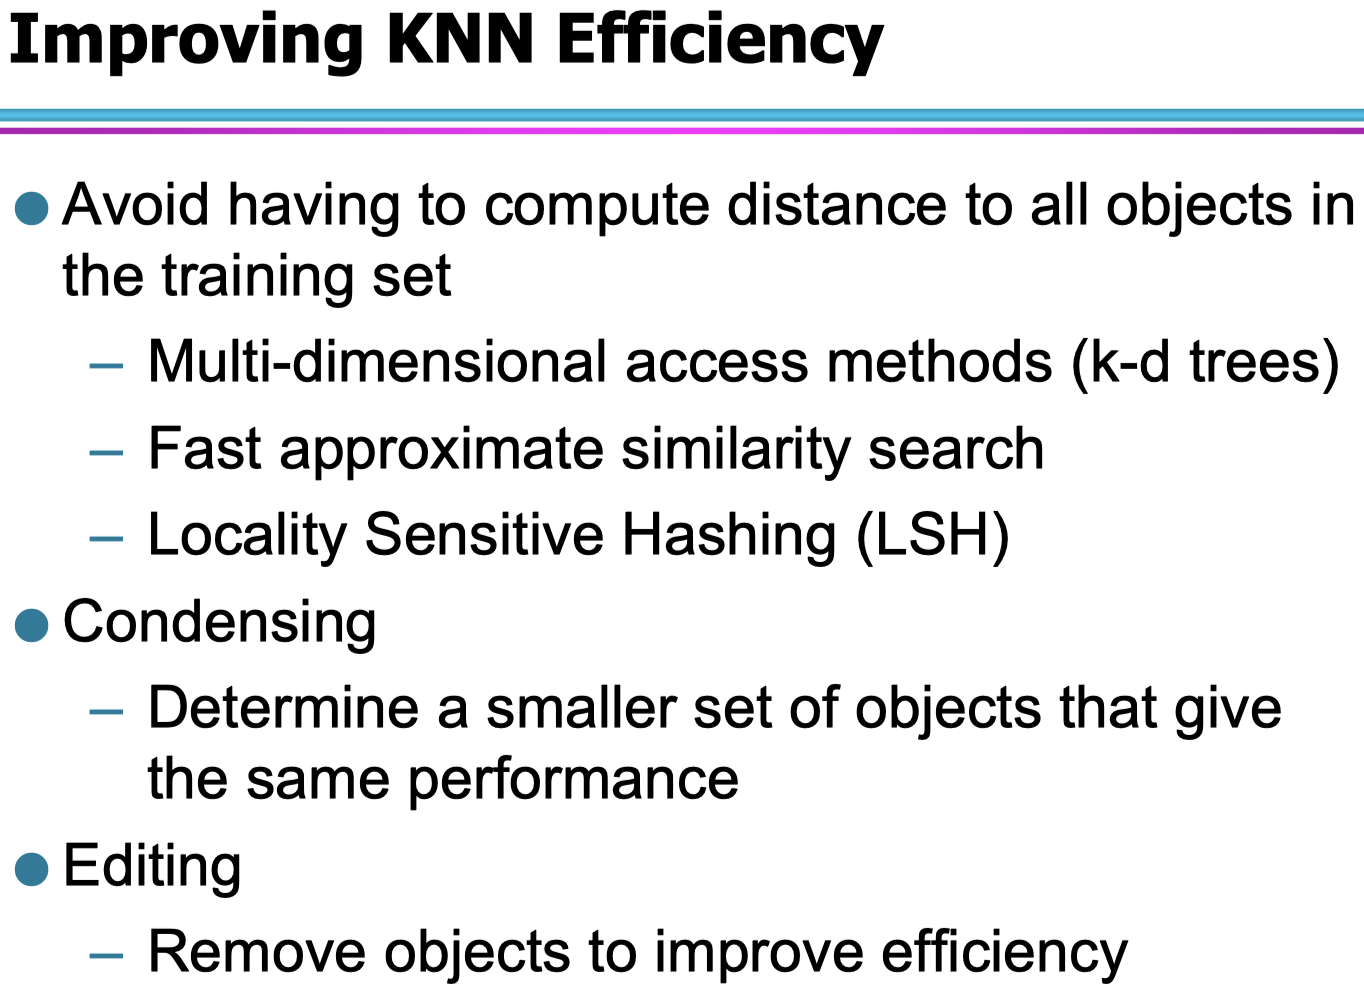 Improving KNN Efficiency
● Avoid having to compute distance to all objects in
the training set
– Multi-dimensional access methods (k-d trees)
– Fast approximate similarity search
– Locality Sensitive Hashing (LSH)
● Condensing
– Determine a smaller set of objects that give
the same performance
● Editing
– Remove objects to improve efficiency